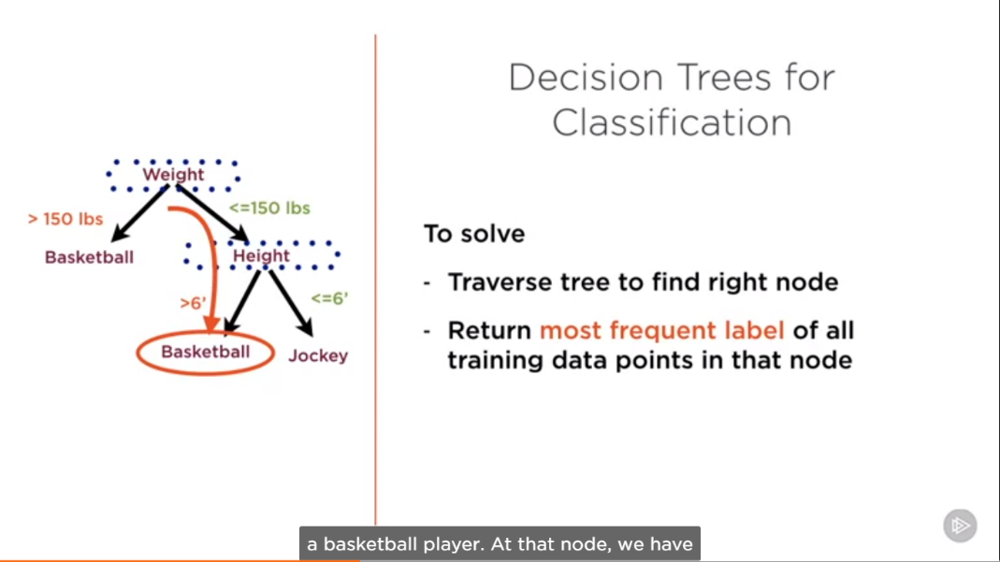 Decision Trees for
Classification
Weight
> 150 lbs
<=150 lbs
Basketball
Height
>6’
<=6’
Basketball
Jockey
To solve
- Traverse tree to find right node
- Return most frequent label of all
training data points in that node
a basketball player. At that node, we have